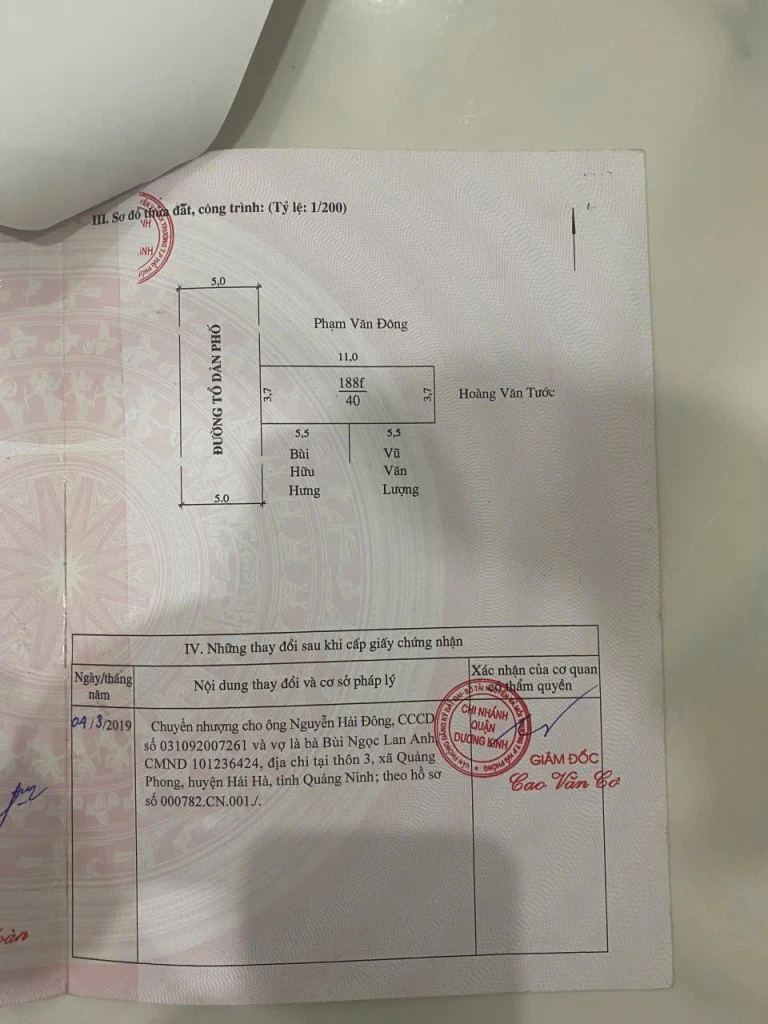 III. Sơ đồ thửa đất, công trình: (Tỷ lệ: 1/200)
5,0
Phạm Văn Đông
11,0
ĐƯỜNG TỔ DÂN PHỐ
3,7
188f
40
3,7
Hoàng Văn Tước
5,5
5,5
Bùi
Hữu
Hưng
Vũ
Văn
Lượng
5.0
IV. Những thay đổi sau khi cấp giấy chứng nhận
Ngày/tháng
năm
Nội dung thay đổi và cơ sở pháp lý
Xác nhận của cơ quan
có thẩm quyền
04/3/2019
Chuyển nhượng cho ông Nguyễn Hải Đông, CCCD
số 031092007261 và vợ là bà Bùi Ngọc Lan Anh
CMND 101236424, địa chỉ tại thôn 3, xã Quảng
Phong, huyện Hải Hà, tỉnh Quảng Ninh; theo hồ sơ
số 000782.CN.001./.
CHI NHÁNH
QUẬN
DƯƠNG KINH
GIÁM ĐỐC
Cao Văn Cơ